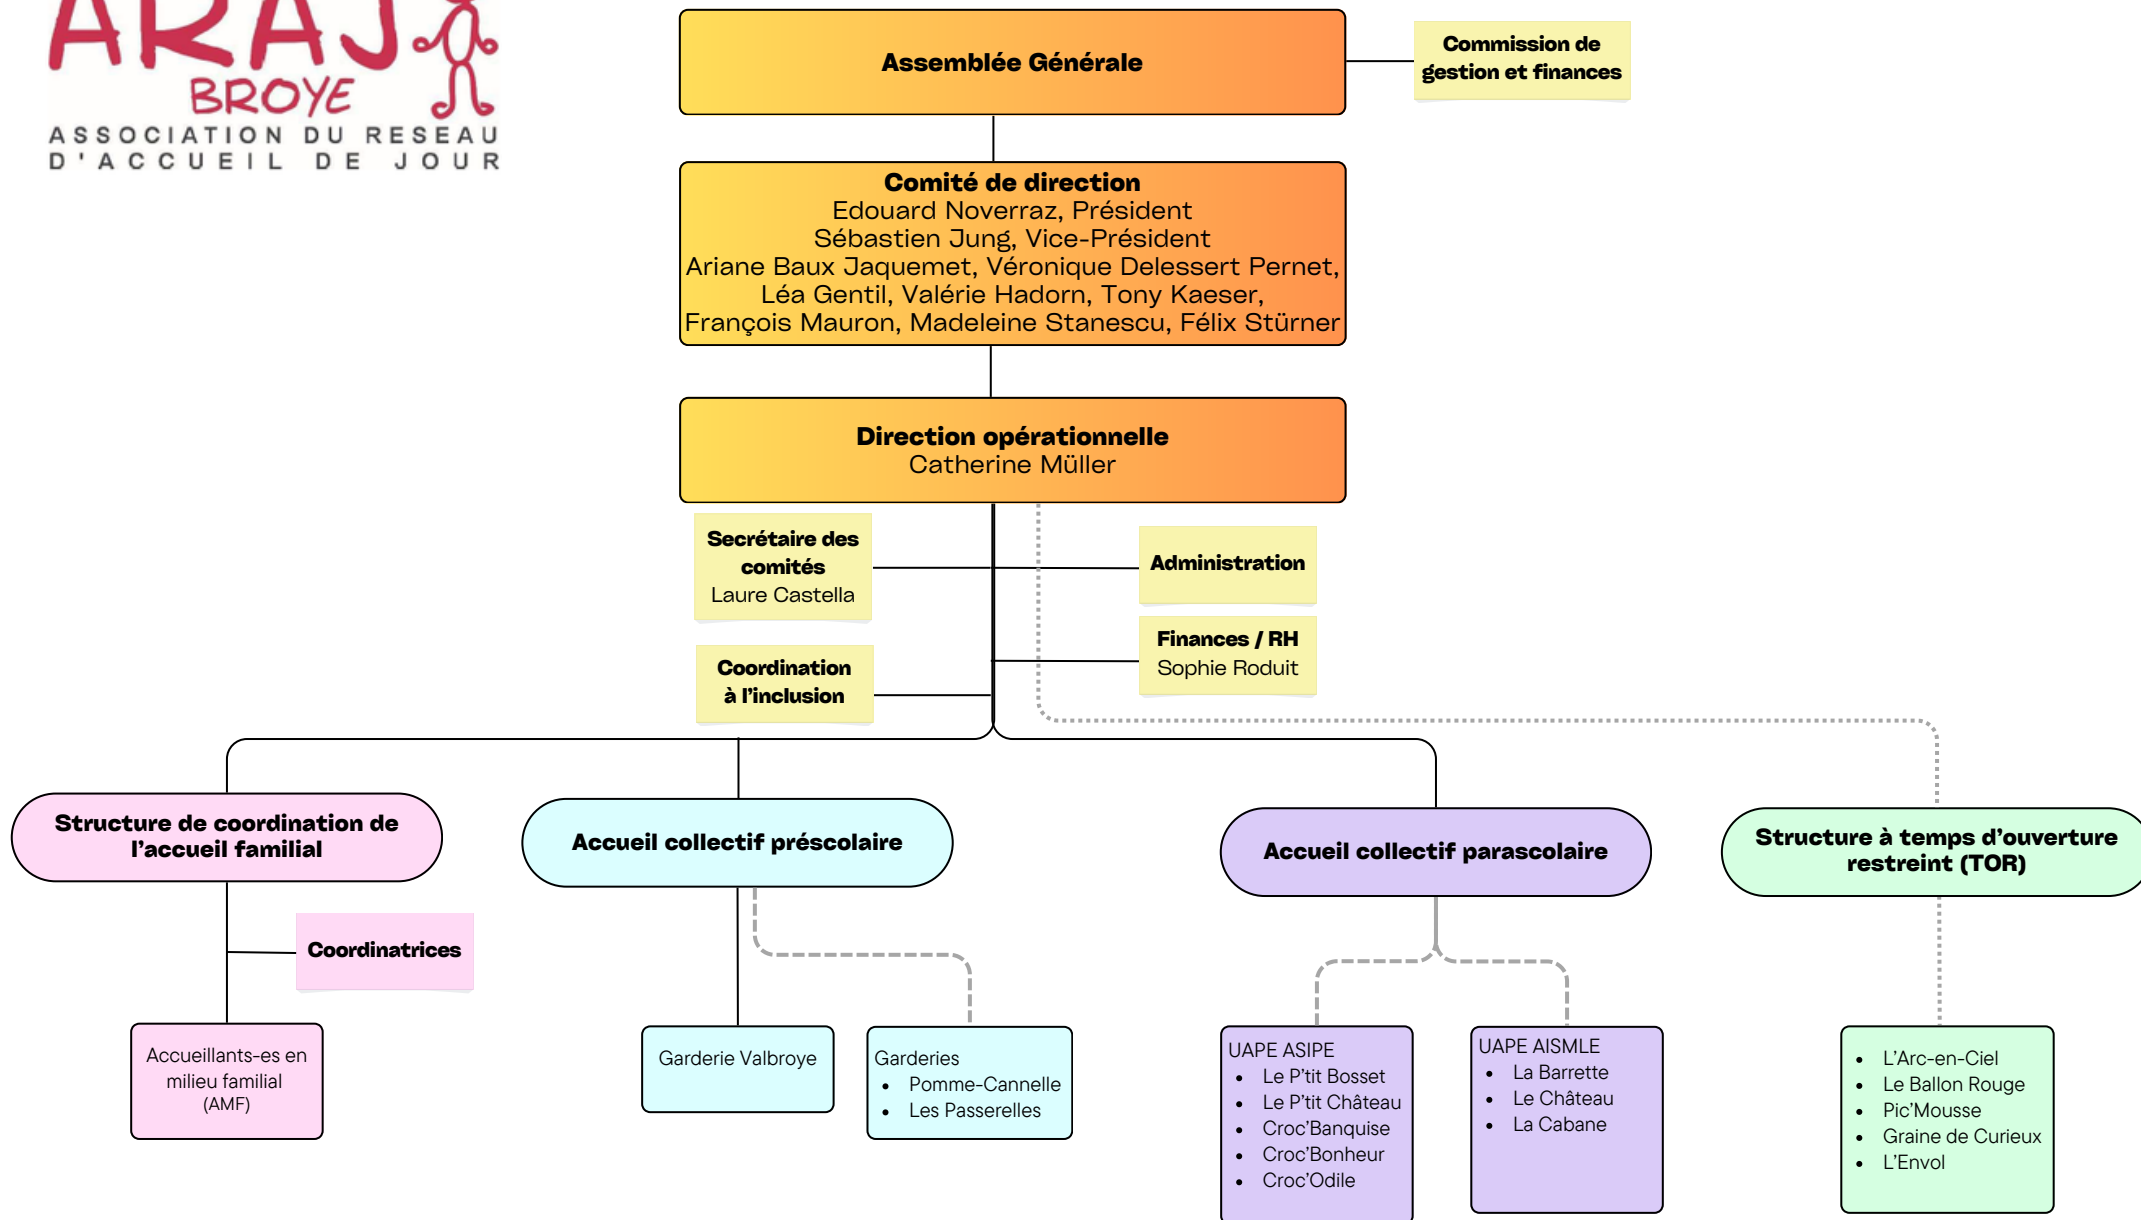 ARAJ
BROYE
ASSOCIATION DU RESEAU
D'ACCUEIL DE JOUR
Assemblée Générale
Commission de
gestion et finances
Comité de direction
Edouard Noverraz, Président
Sébastien Jung, Vice-Président
Ariane Baux Jaquemet, Véronique Delessert Pernet,
Léa Gentil, Valérie Hadorn, Tony Kaeser,
François Mauron, Madeleine Stanescu, Félix Stürner
Direction opérationnelle
Catherine Müller
Secrétaire des
comités
Laure Castella
Administration
Finances / RH
Sophie Roduit
Coordination
à l'inclusion
Structure de coordination de
l'accueil familial
Accueil collectif préscolaire
Accueil collectif parascolaire
Structure à temps d'ouverture
restreint (TOR)
Coordinatrices
Accueillants-es en
milieu familial
(AMF)
Garderie Valbroye
Garderies
• Pomme-Cannelle
• Les Passerelles
UAPE ASIPE
• Le P'tit Bosset
• Le P'tit Château
• Croc'Banquise
• Croc'Bonheur
• Croc'Odile
UAPE AISMLE
• La Barrette
• Le Château
• La Cabane
• L'Arc-en-Ciel
• Le Ballon Rouge
• Pic'Mousse
• Graine de Curieux
• L'Envol